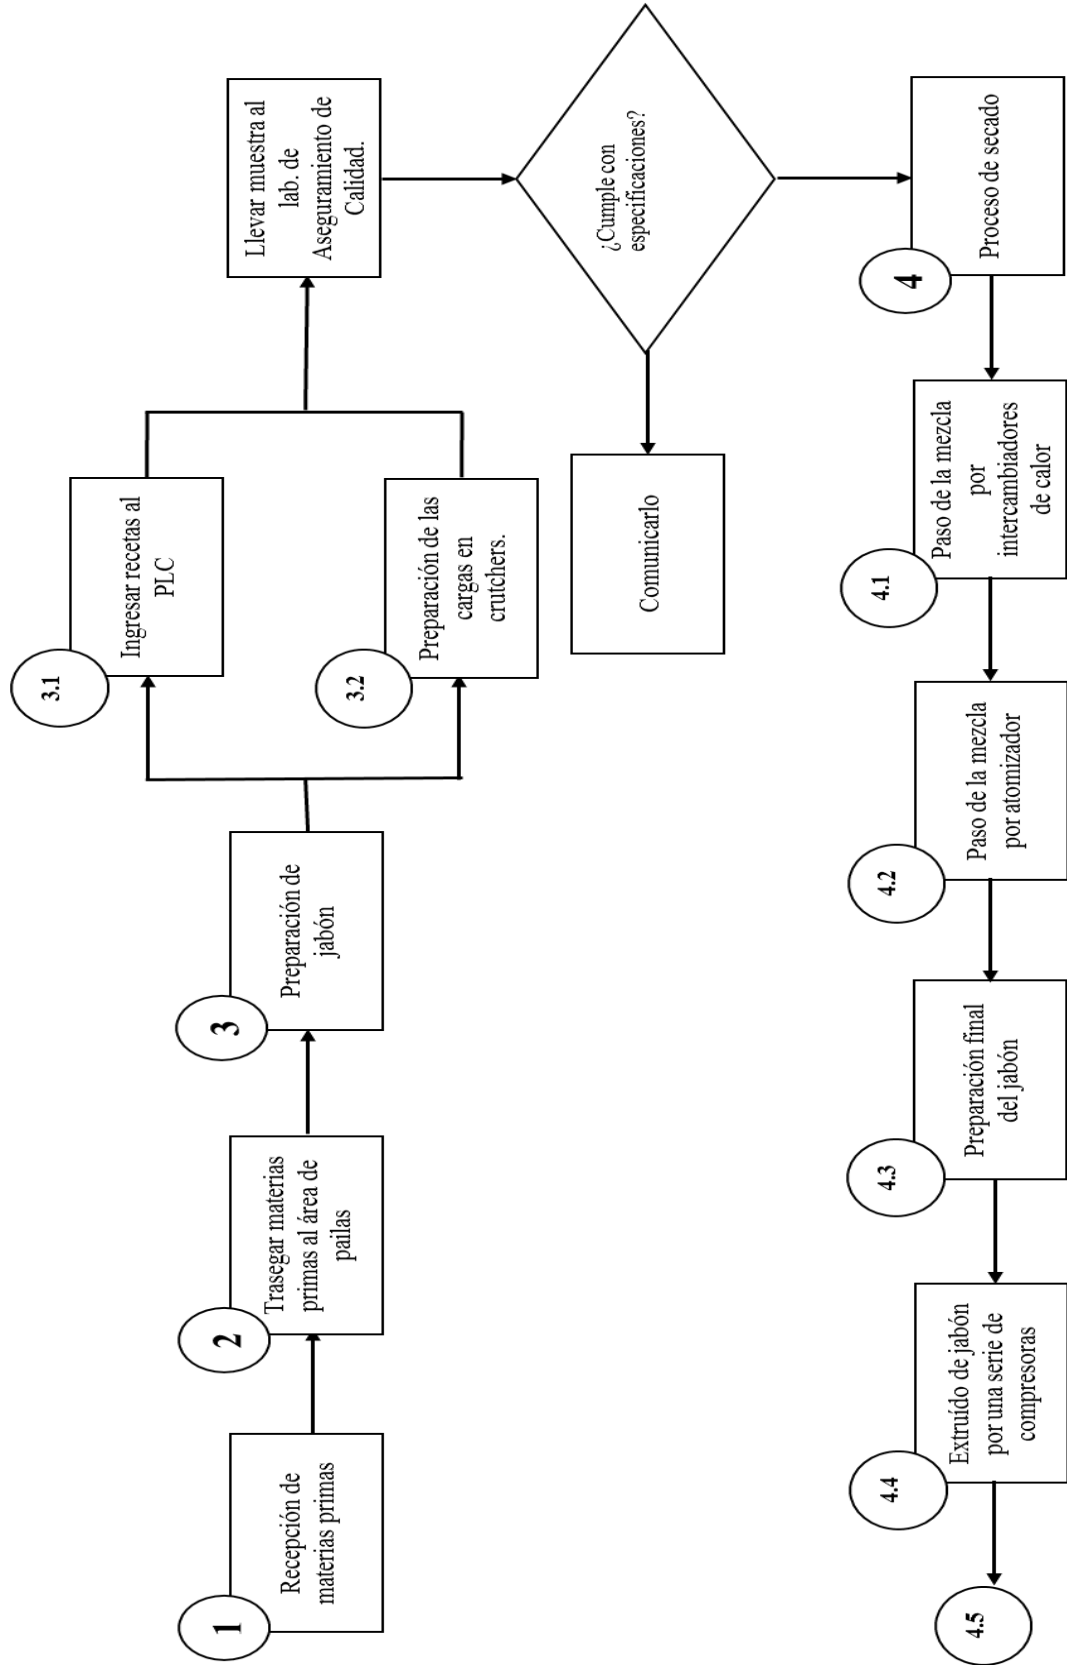 1
Recepción de
materias primas
2
Trasegar materias
primas al área de
pailas
3
Preparación de
jabón
3.1
Ingresar recetas al
PLC
3.2
Preparación de las
cargas en
crutchers.
Llevar muestra al
lab. de
Aseguramiento de
Calidad.
¿Cumple con
especificaciones?
Comunicarlo
4
Proceso de secado
4.1
Paso de la mezcla
por
intercambiadores
de calor
4.2
Paso de la mezcla
por atomizador
4.3
Preparación final
del jabón
4.4
Extruído de jabón
por una serie de
compresoras
4.5